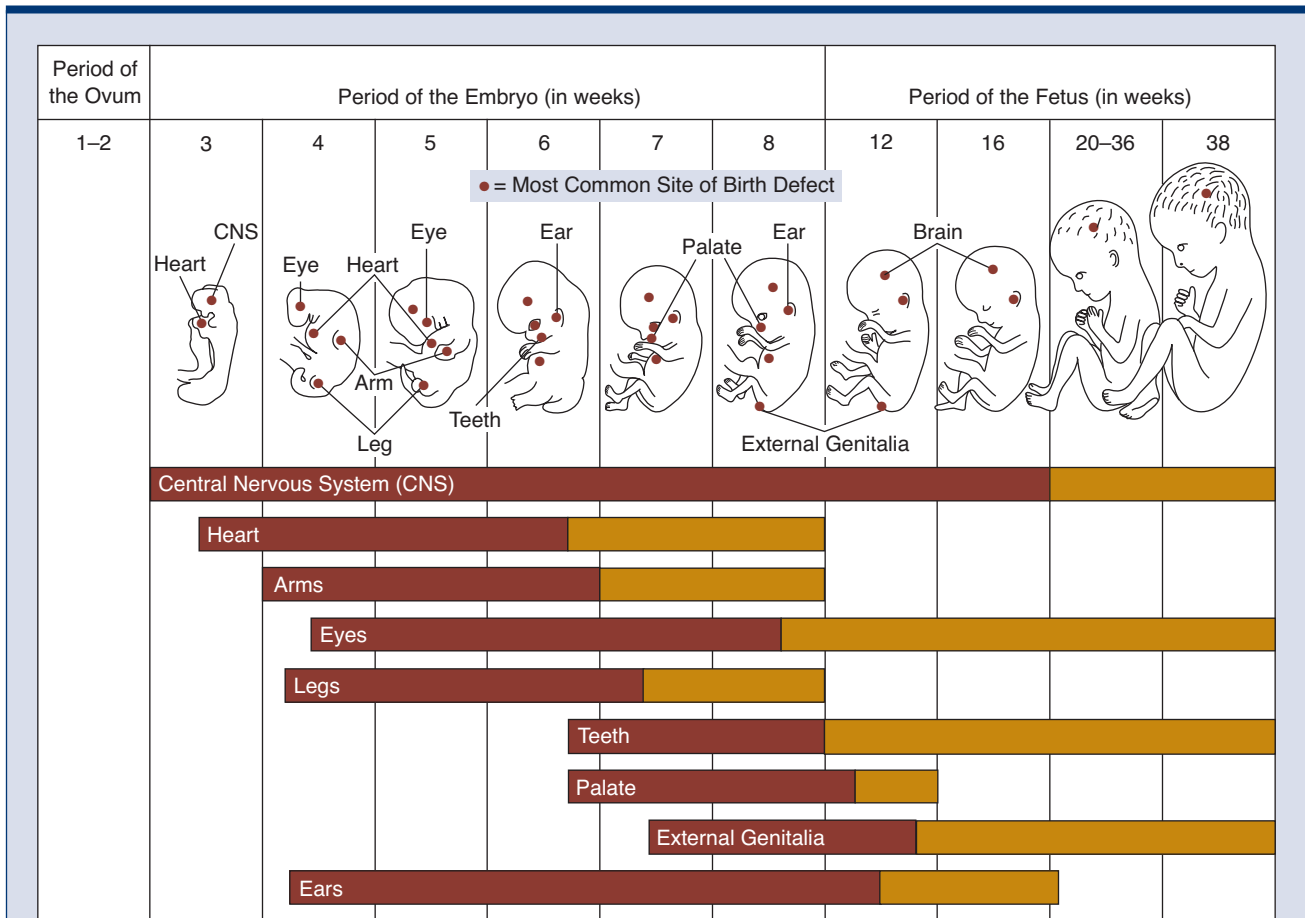 Period of
the Ovum
Period of the Embryo (in weeks)
Period of the Fetus (in weeks)
1–2
3
4
5
6
7
8
12
16
20–36
38
= Most Common Site of Birth Defect
CNS
Heart
Eye
Heart
Eye
Ear
Palate
Ear
Brain
Arm
Leg
Teeth
External Genitalia
Central Nervous System (CNS)
Heart
Arms
Eyes
Legs
Teeth
Palate
External Genitalia
Ears